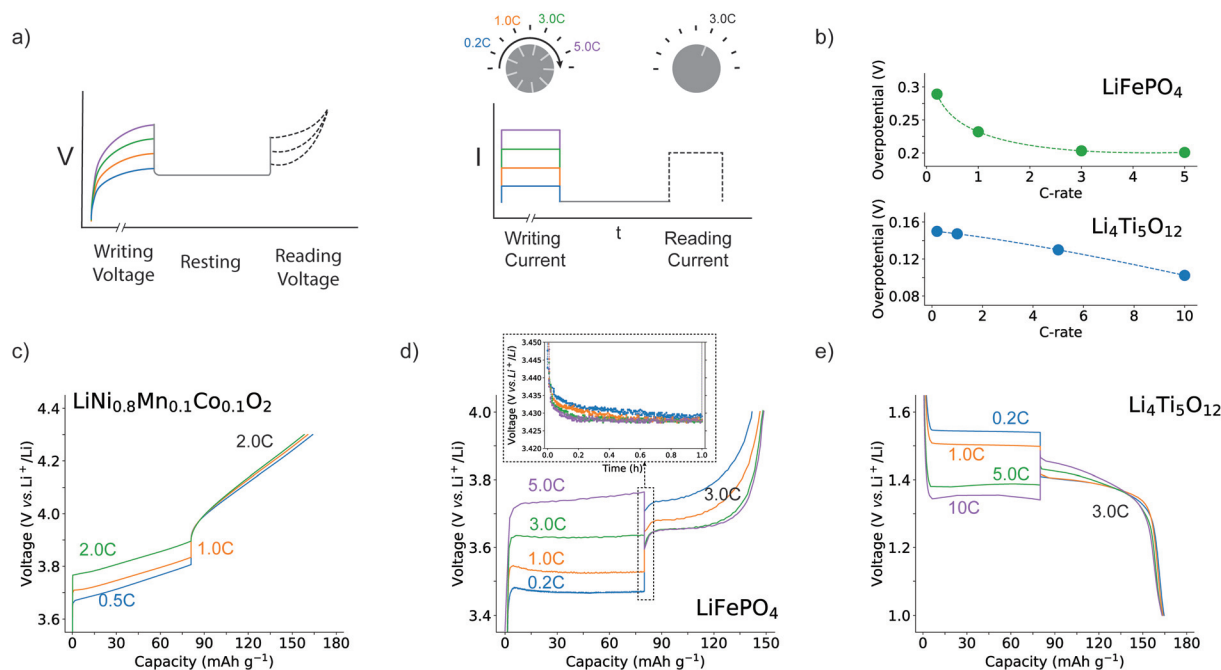 a)
0.2C
1.0C
3.0C
5.0C
3.0C
V
Writing
Voltage
Resting
Reading
Voltage
I
Writing
Current
t
Reading
Current
b)
LiFePO4
Overpotential (V)
0.3
0.25
0.2
0 1 2 3 4 5
C-rate
Li4Ti5O12
Overpotential (V)
0.16
0.12
0.08
0 2 4 6 8 10
C-rate
c)
LiNi0.8Mn0.1Co0.1O2
Voltage (V vs. Li+/Li)
4.4
4.2
4.0
3.8
3.6
2.0C
2.0C
1.0C
0.5C
0 30 60 90 120 150 180
Capacity (mAh g−1)
d)
Voltage (V vs. Li+/Li)
3.450
3.445
3.440
3.435
3.430
3.425
3.420
0.0 0.2 0.4 0.6 0.8 1.0
Time (h)
Voltage (V vs. Li+/Li)
4.0
3.8
3.6
3.4
5.0C
3.0C
1.0C
0.2C
3.0C
LiFePO4
0 30 60 90 120 150
Capacity (mAh g−1)
e)
Li4Ti5O12
Voltage (V vs. Li+/Li)
1.6
1.4
1.2
1.0
0.2C
1.0C
5.0C
10C
3.0C
0 30 60 90 120 150 180
Capacity (mAh g−1)